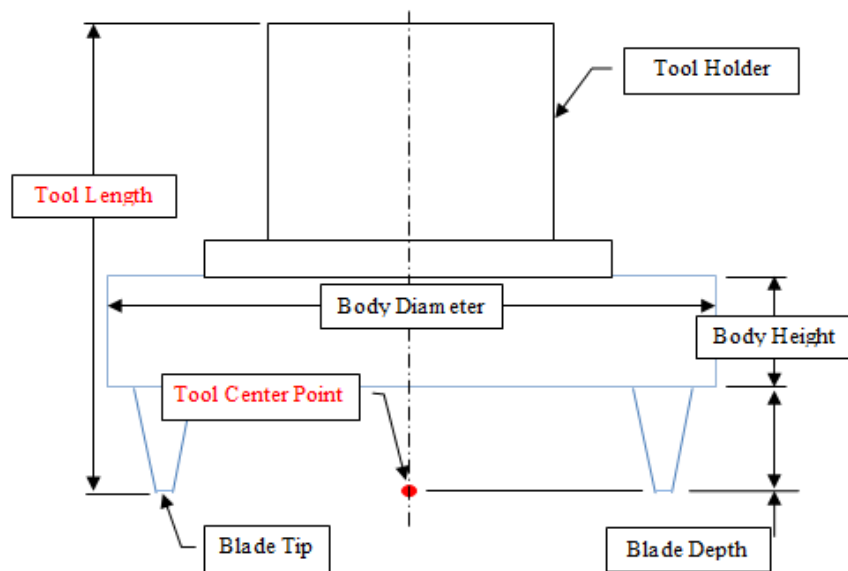 Tool Holder
Tool Length
Body Diameter
Body Height
Tool Center Point
Blade Tip
Blade Depth